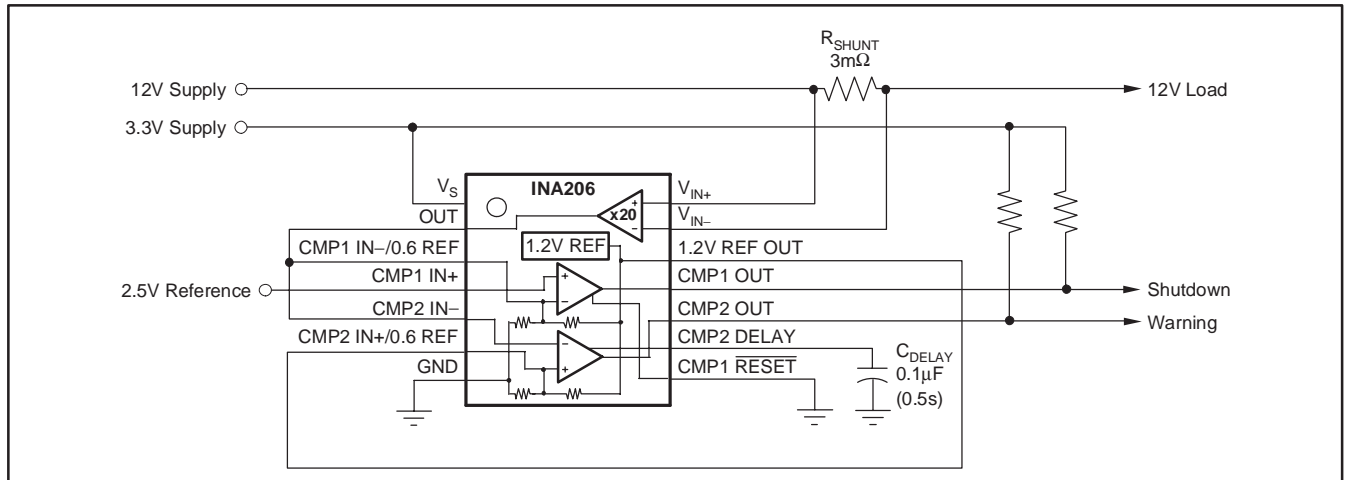 R_SHUNT
3mΩ
12V Supply
12V Load
3.3V Supply
V_S
INA206
V_IN+
OUT
x20
+
−
V_IN−
CMP1 IN−/0.6 REF
1.2V REF
1.2V REF OUT
CMP1 IN+
+
−
CMP1 OUT
2.5V Reference
Shutdown
CMP2 IN−
CMP2 OUT
Warning
CMP2 IN+/0.6 REF
−
+
CMP2 DELAY
GND
CMP1 R̅E̅S̅E̅T̅
C_DELAY
0.1μF
(0.5s)